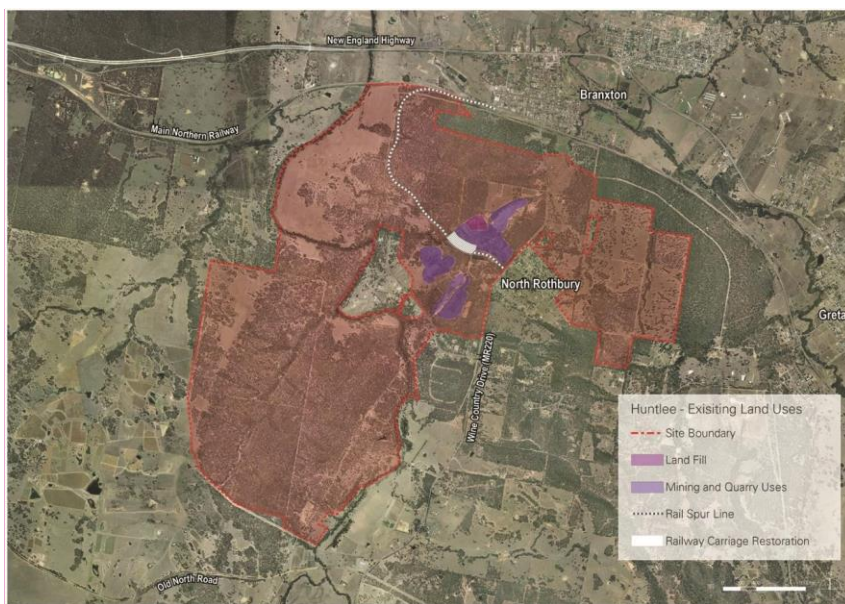 New England Highway
Branxton
Main Northern Railway
North Rothbury
Greta
Wine Country Drive (MR220)
Huntlee - Exisiting Land Uses
Site Boundary
Land Fill
Mining and Quarry Uses
Rail Spur Line
Railway Carriage Restoration
Old North Road